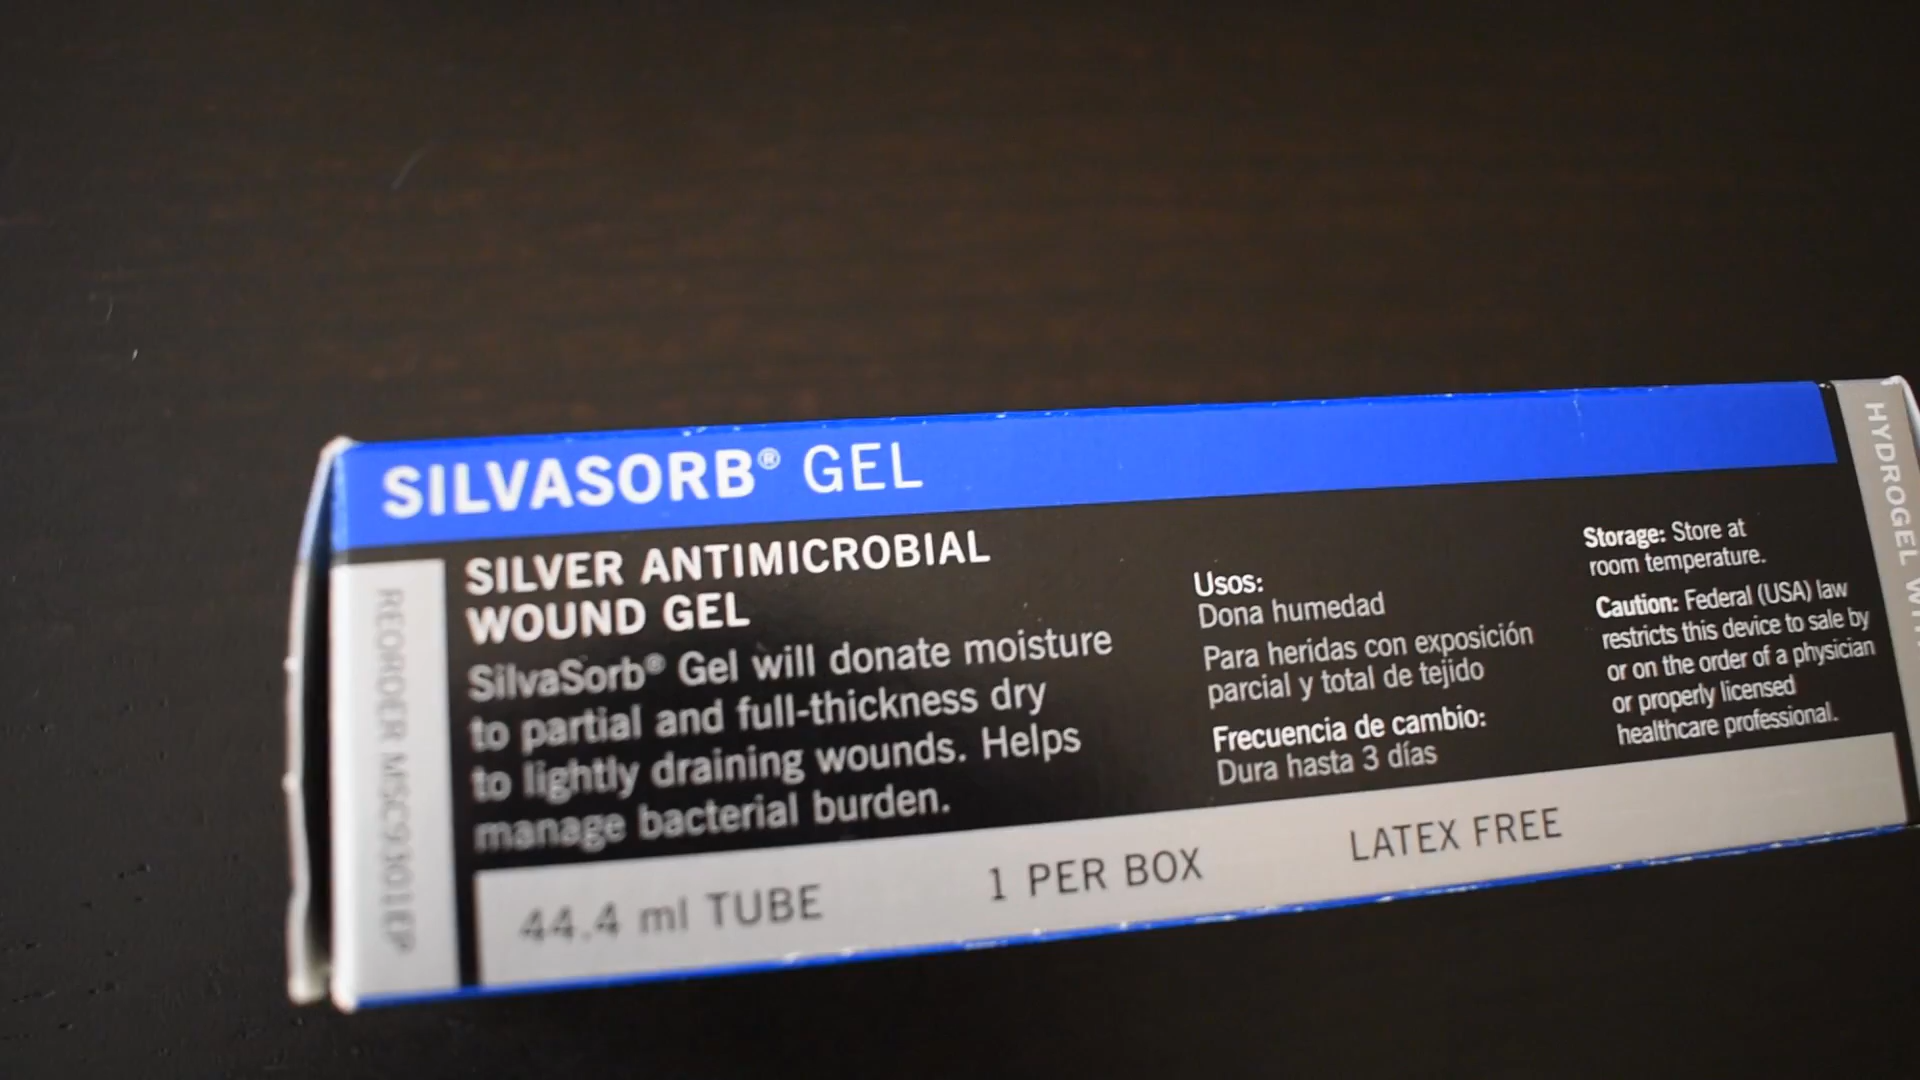 SILVASORB® GEL
SILVER ANTIMICROBIAL
WOUND GEL
SilvaSorb® Gel will donate moisture
to partial and full-thickness dry
to lightly draining wounds. Helps
manage bacterial burden.
Usos:
Dona humedad
Para heridas con exposición
parcial y total de tejido
Frecuencia de cambio:
Dura hasta 3 días
Storage: Store at
room temperature.
Caution: Federal (USA) law
restricts this device to sale by
or on the order of a physician
or properly licensed
healthcare professional.
44.4 ml TUBE
1 PER BOX
LATEX FREE
REORDER MSC9301EP
HYDROGEL